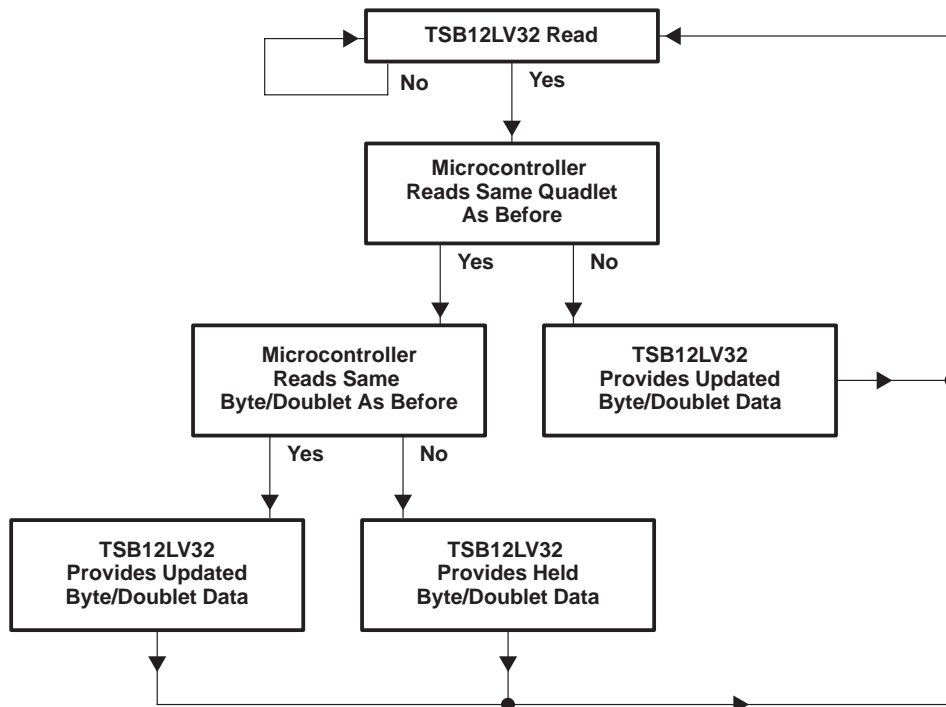 TSB12LV32 Read
No
Yes
Microcontroller
Reads Same Quadlet
As Before
Yes
No
Microcontroller
Reads Same
Byte/Doublet As Before
TSB12LV32
Provides Updated
Byte/Doublet Data
Yes
No
TSB12LV32
Provides Updated
Byte/Doublet Data
TSB12LV32
Provides Held
Byte/Doublet Data